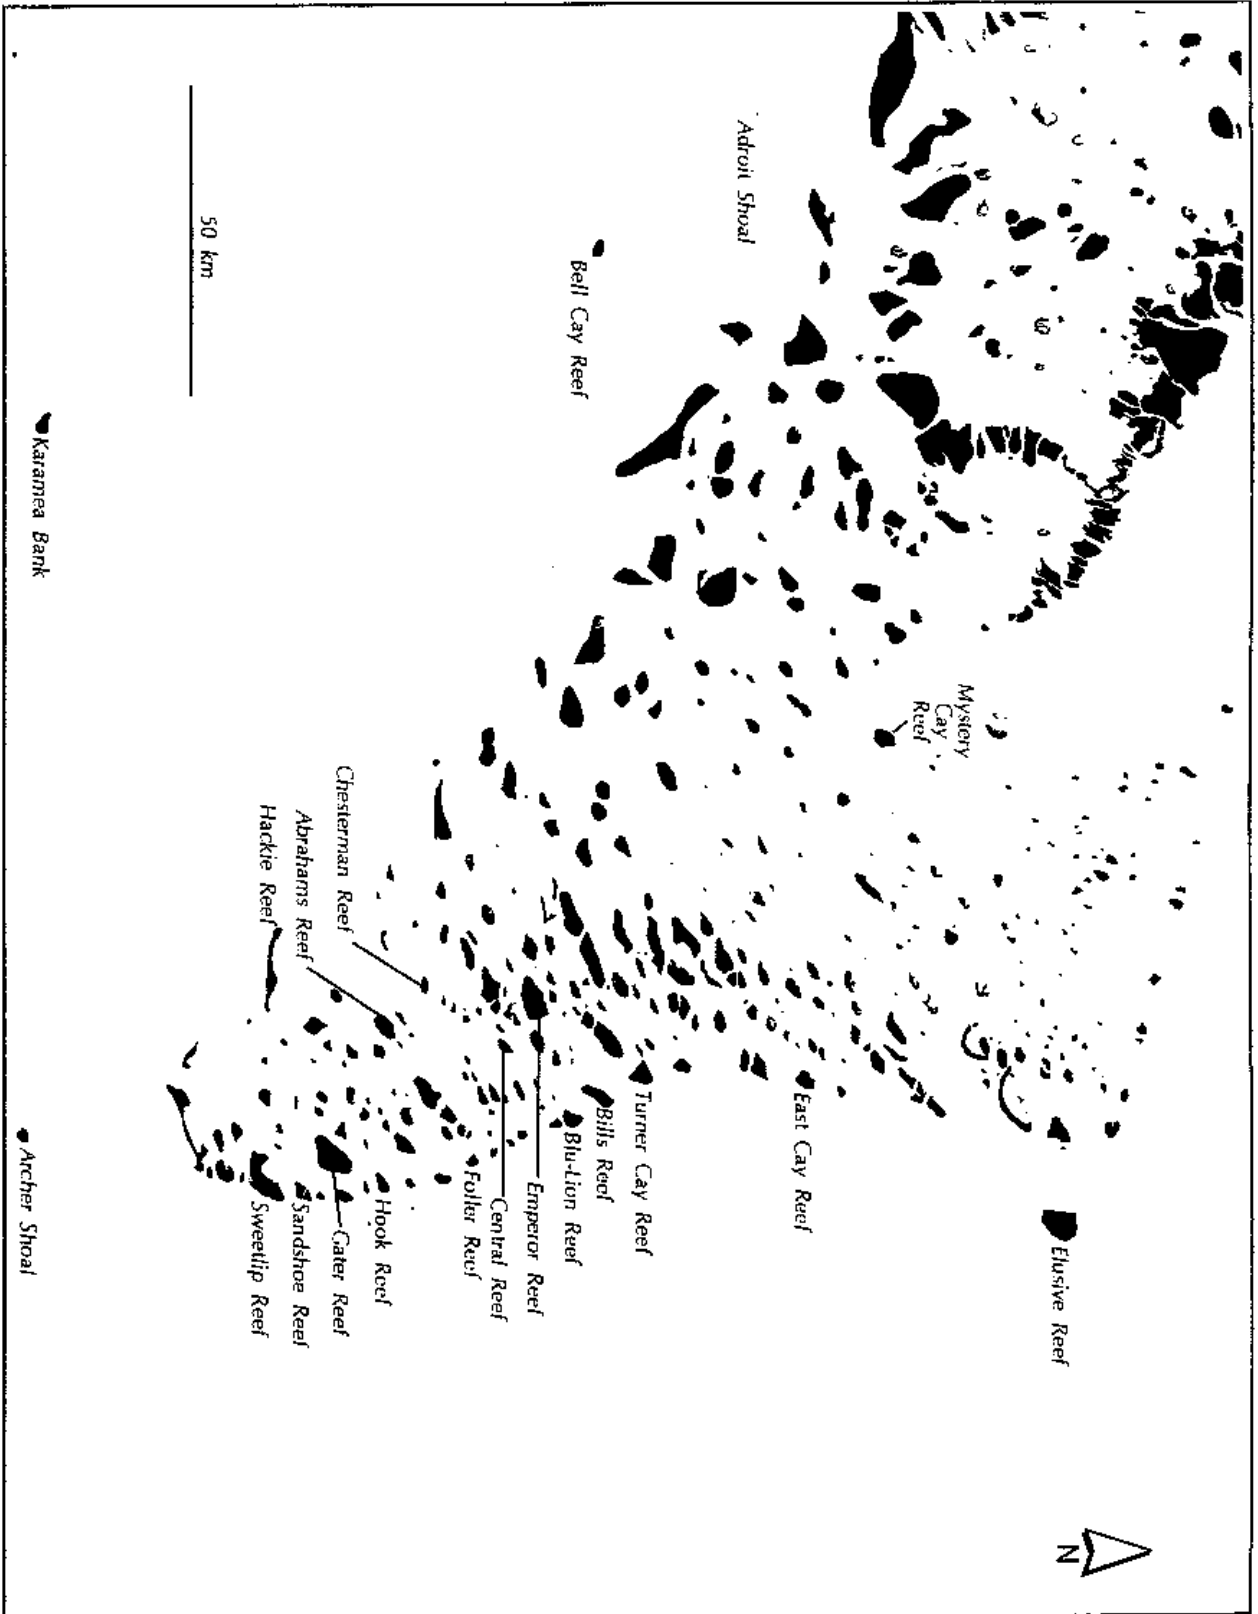 N
Elusive Reef
Mystery
Cay
Reef
East Cay Reef
Adroit Shoal
Turner Cay Reef
Bills Reef
Bell Cay Reef
Blu-Lion Reef
Emperor Reef
Central Reef
Foller Reef
Hook Reef
Chesterman Reef
Gater Reef
Abrahams Reef
Sandshoe Reef
Hackie Reef
Sweetlip Reef
50 km
Karamea Bank
Archer Shoal